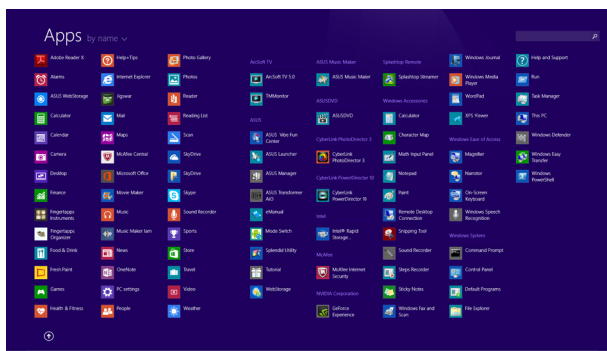 Apps by name
Adobe Reader X
Alarms
ASUS WebStorage
Calculator
Calendar
Camera
Desktop
Finance
Fingertapps
Instruments
Fingertapps
Organizer
Food & Drink
Fresh Paint
Games
Health & Fitness
Help+Tips
Internet Explorer
Jigswar
Mail
Maps
McAfee Central
Microsoft Office
Movie Maker
Music
Music Maker Jam
News
OneNote
PC settings
People
Photo Gallery
Photos
Reader
Reading List
Scan
SkyDrive
SkyDrive
Skype
Sound Recorder
Sports
Store
Travel
Video
Weather
ArcSoft TV
ArcSoft TV 5.0
TMMonitor
ASUS
ASUS Vibe Fun
Center
ASUS Launcher
ASUS Manager
ASUS Transformer
AiO
eManual
Mode Switch
Splendid Utility
Tutorial
WebStorage
ASUS Music Maker
ASUS Music Maker
ASUSDVD
ASUSDVD
CyberLink PhotoDirector 3
CyberLink
PhotoDirector 3
CyberLink PowerDirector 10
CyberLink
PowerDirector 10
Intel
Intel® Rapid
Storage...
McAfee
McAfee Internet
Security
NVIDIA Corporation
GeForce
Experience
Splashtop Remote
Splashtop Streamer
Windows Accessories
Calculator
Character Map
Math Input Panel
Notepad
Paint
Remote Desktop
Connection
Snipping Tool
Sound Recorder
Steps Recorder
Sticky Notes
Windows Fax and
Scan
Windows Journal
Windows Media
Player
WordPad
XPS Viewer
Windows Ease of Access
Magnifier
Narrator
On-Screen
Keyboard
Windows Speech
Recognition
Windows System
Command Prompt
Control Panel
Default Programs
File Explorer
Help and Support
Run
Task Manager
This PC
Windows Defender
Windows Easy
Transfer
Windows
PowerShell